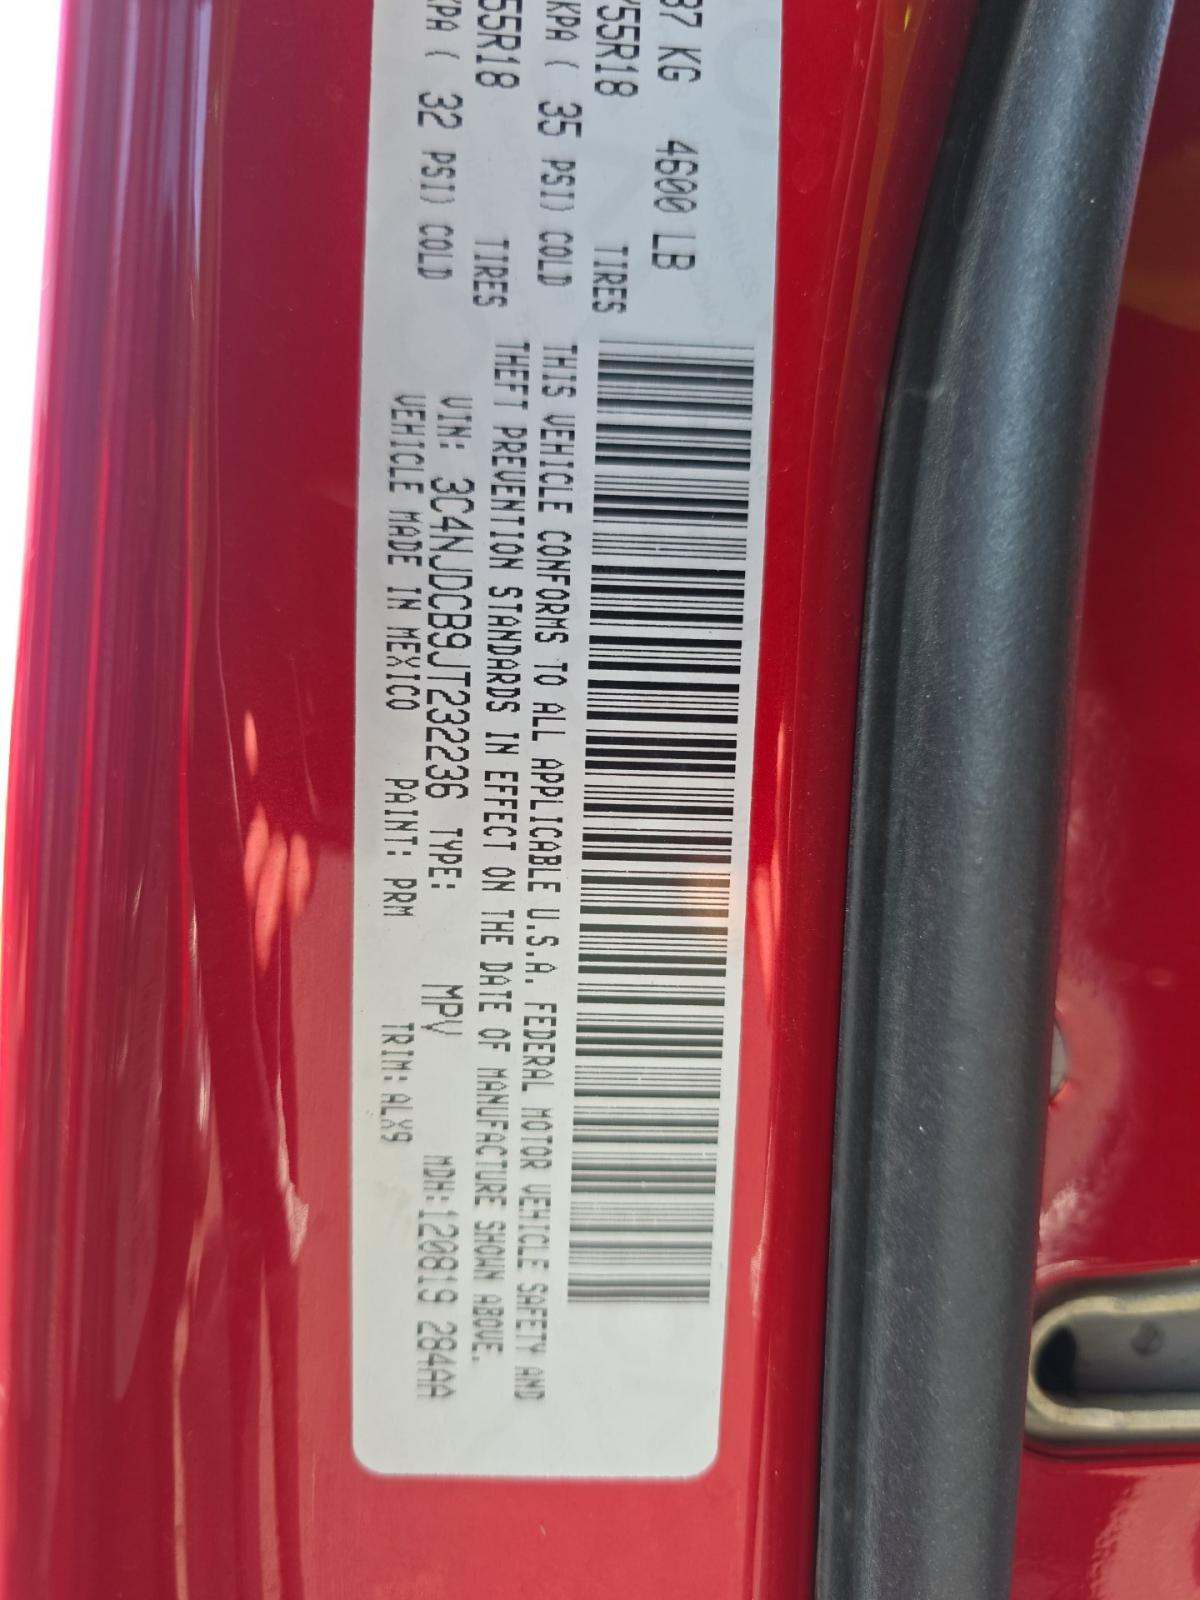 87 KG 4600 LB
55R18 TIRES
KPA ( 35 PSI) COLD
55R18 TIRES
KPA ( 32 PSI) COLD
THIS VEHICLE CONFORMS TO ALL APPLICABLE U.S.A. FEDERAL MOTOR VEHICLE SAFETY AND
THEFT PREVENTION STANDARDS IN EFFECT ON THE DATE OF MANUFACTURE SHOWN ABOVE.
VIN: 3C4NJDCB9JT232236 TYPE: MPV MDH:120819 284AA
VEHICLE MADE IN MEXICO PAINT: PRM TRIM:ALX9